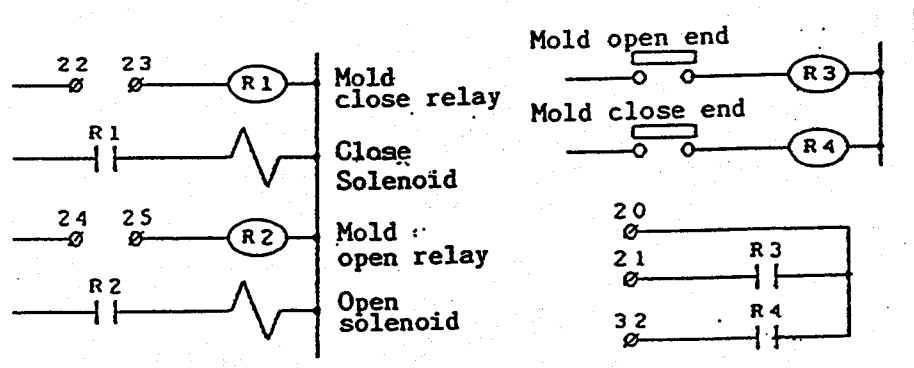 22 23
R1
Mold
close relay
R1
Close
Solenoid
24 25
R2
Mold
open relay
R2
Open
solenoid
Mold open end
R3
Mold close end
R4
20
21
R3
32
R4